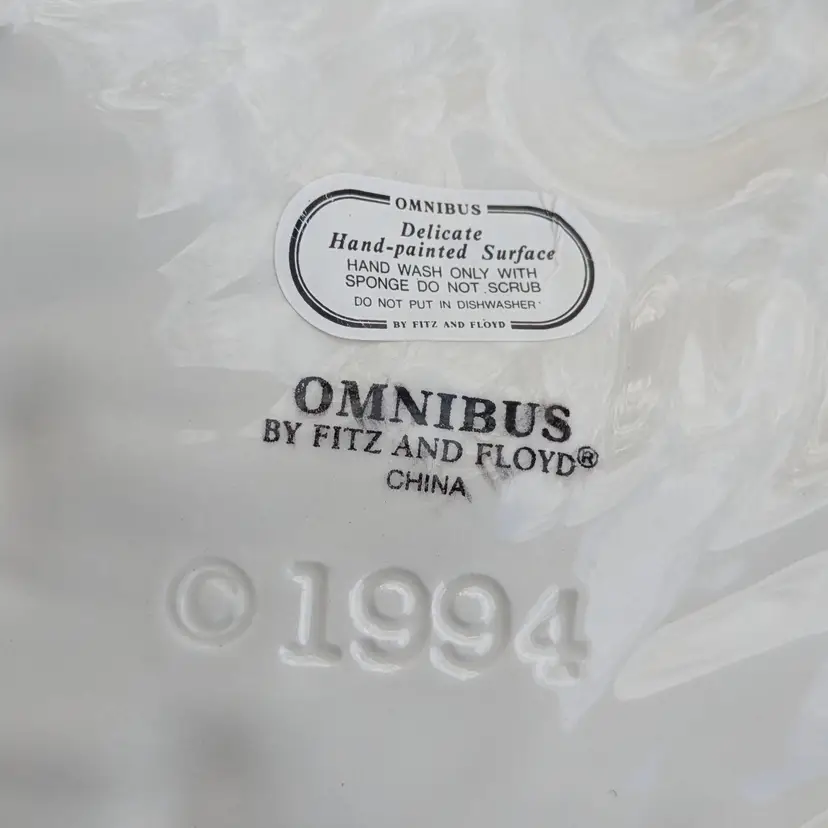 OMNIBUS
Delicate
Hand-painted Surface
HAND WASH ONLY WITH
SPONGE DO NOT SCRUB
DO NOT PUT IN DISHWASHER
BY FITZ AND FLOYD
OMNIBUS
BY FITZ AND FLOYD®
CHINA
© 1994